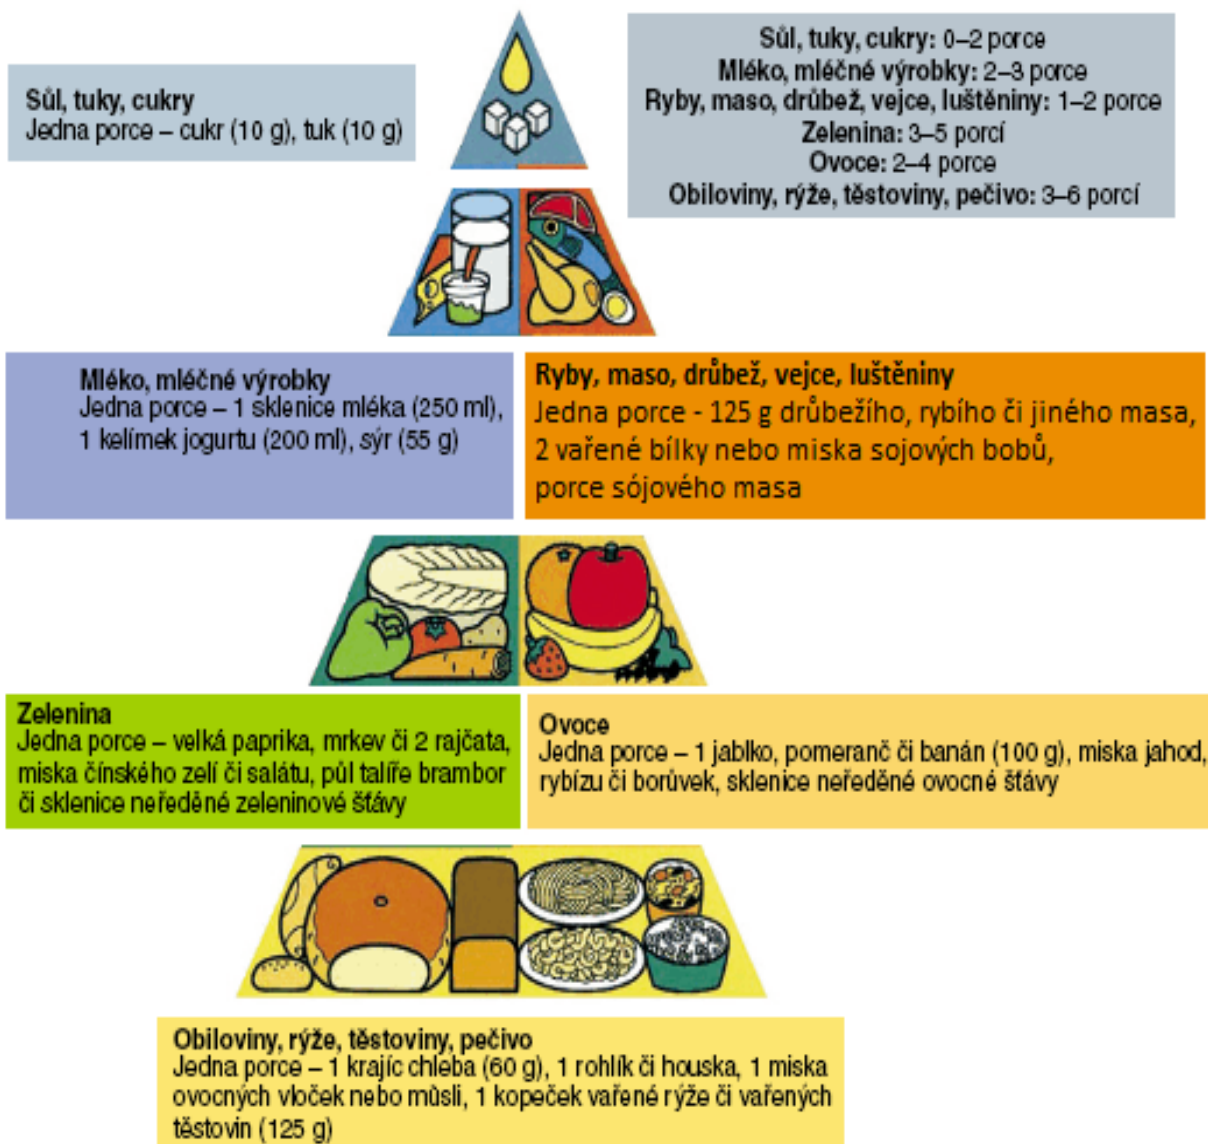 Sůl, tuky, cukry
Jedna porce – cukr (10 g), tuk (10 g)
Sůl, tuky, cukry: 0–2 porce
Mléko, mléčné výrobky: 2–3 porce
Ryby, maso, drůbež, vejce, luštěniny: 1–2 porce
Zelenina: 3–5 porcí
Ovoce: 2–4 porce
Obiloviny, rýže, těstoviny, pečivo: 3–6 porcí
Mléko, mléčné výrobky
Jedna porce – 1 sklenice mléka (250 ml),
1 kelímek jogurtu (200 ml), sýr (55 g)
Ryby, maso, drůbež, vejce, luštěniny
Jedna porce - 125 g drůbežího, rybího či jiného masa,
2 vařené bílky nebo miska sojových bobů,
porce sójového masa
Zelenina
Jedna porce – velká paprika, mrkev či 2 rajčata,
miska čínského zelí či salátu, půl talíře brambor
či sklenice neředěné zeleninové šťávy
Ovoce
Jedna porce – 1 jablko, pomeranč či banán (100 g), miska jahod,
rybízu či borůvek, sklenice neředěné ovocné šťávy
Obiloviny, rýže, těstoviny, pečivo
Jedna porce – 1 krajíc chleba (60 g), 1 rohlík či houska, 1 miska
ovocných vloček nebo műsli, 1 kopeček vařené rýže či vařených
těstovin (125 g)